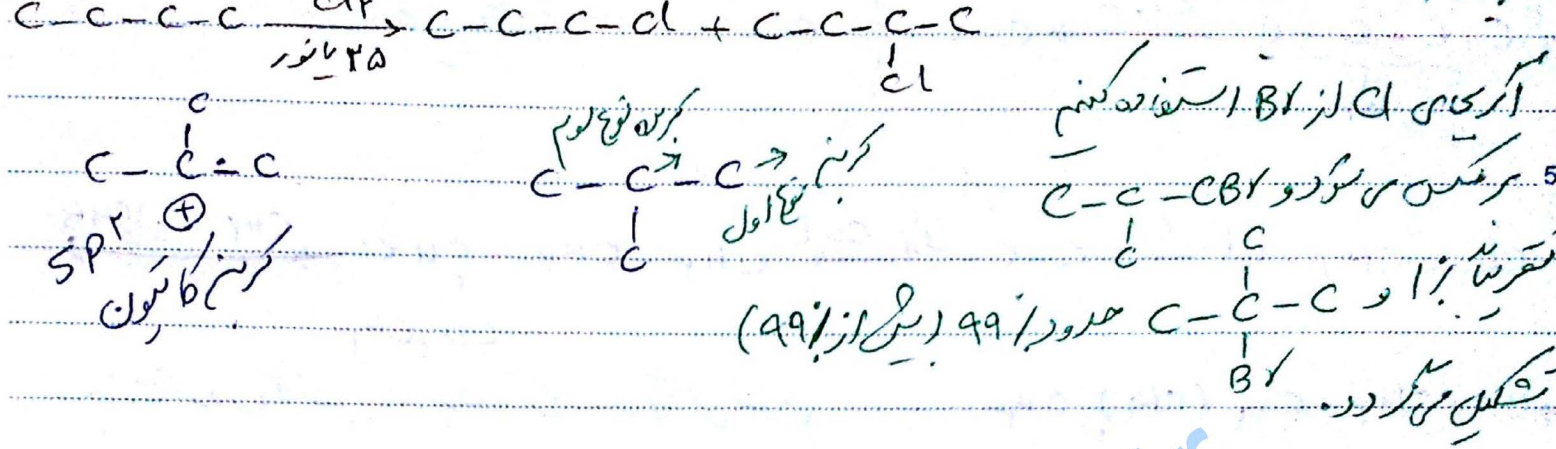 C-C-C-C Cl₂ → C-C-C-Cl + C-C-C-C
۲۵ یا نور
Cl
اگر بجای Cl از Br استفاده کنیم
C
C-C-C
⊕
SP²
کربن کاتیون
کربن نوع سوم
C-C-C
C
کربن نوع اول
برعکس می شود و C-C-CBr
C
تقریباً ۱٪ و C-C-C حدود ۹۹٪ (بیش از ۹۹٪)
C
Br
تشکیل می گردد.
5